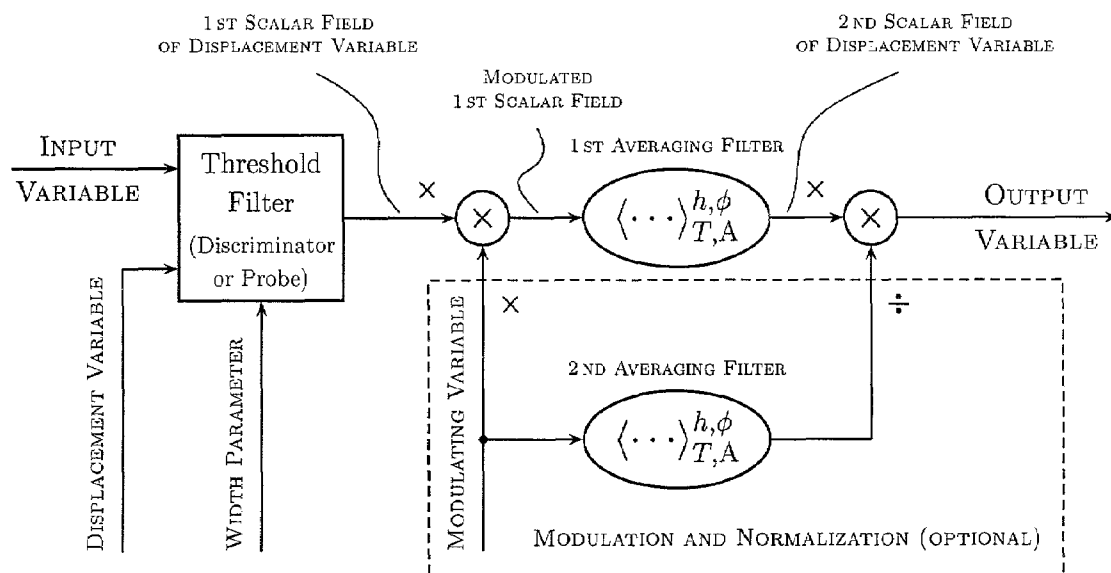 1ST SCALAR FIELD
OF DISPLACEMENT VARIABLE
2ND SCALAR FIELD
OF DISPLACEMENT VARIABLE
MODULATED
1ST SCALAR FIELD
INPUT
VARIABLE
Threshold
Filter
(Discriminator
or Probe)
×
×
1ST AVERAGING FILTER
⟨···⟩ h,ϕ T,A
×
×
OUTPUT
VARIABLE
DISPLACEMENT VARIABLE
WIDTH PARAMETER
MODULATING VARIABLE
×
÷
2ND AVERAGING FILTER
⟨···⟩ h,ϕ T,A
MODULATION AND NORMALIZATION (OPTIONAL)